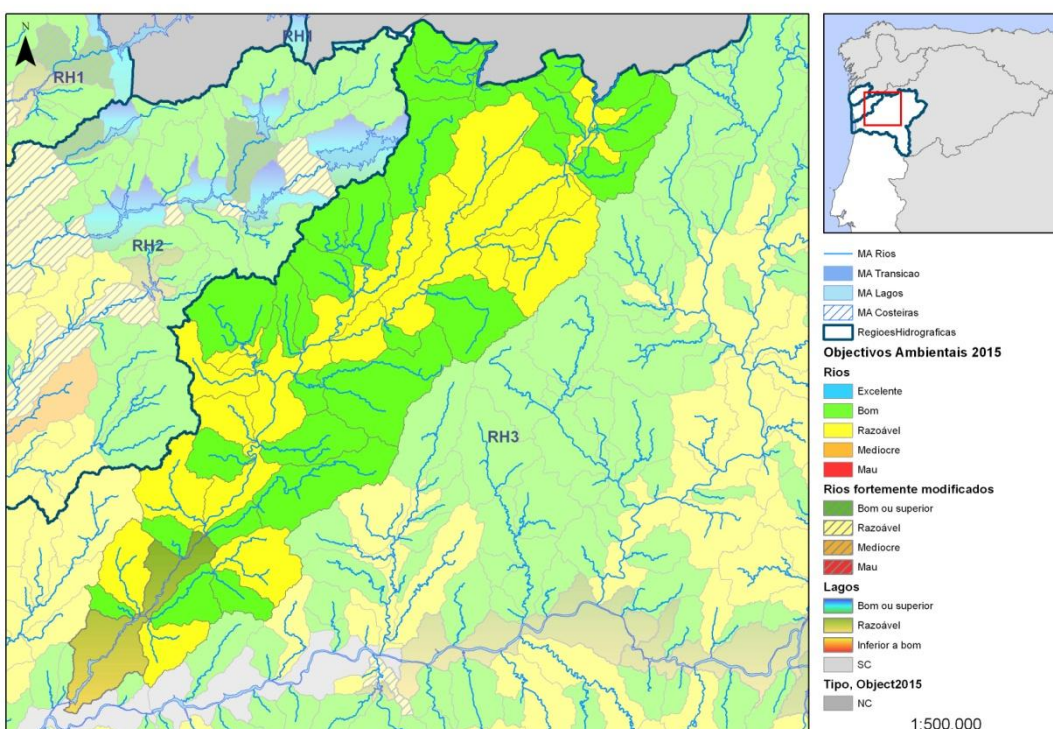 N
RH1
RH1
RH2
RH3
MA Rios
MA Transicao
MA Lagos
MA Costeiras
RegioesHidrograficas
Objectivos Ambientais 2015
Rios
Excelente
Bom
Razoável
Mediocre
Mau
Rios fortemente modificados
Bom ou superior
Razoável
Mediocre
Mau
Lagos
Bom ou superior
Razoável
Inferior a bom
SC
Tipo, Object2015
NC
1:500.000